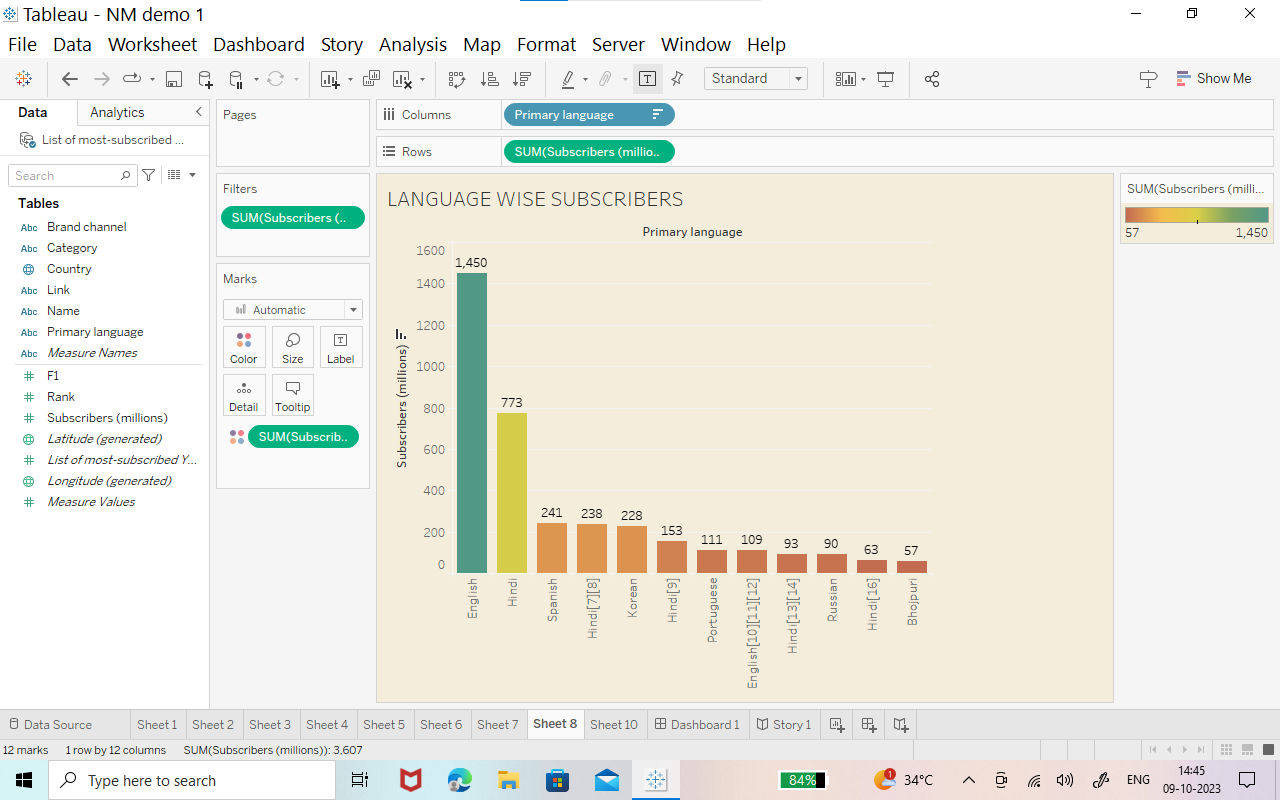 Tableau - NM demo 1
File Data Worksheet Dashboard Story Analysis Map Format Server Window Help
Standard
Show Me
Data Analytics
List of most-subscribed ...
Search
Tables
Abc Brand channel
Abc Category
Country
Abc Link
Abc Name
Abc Primary language
Abc Measure Names
# F1
# Rank
# Subscribers (millions)
Latitude (generated)
# List of most-subscribed Y...
Longitude (generated)
# Measure Values
Pages
Filters
SUM(Subscribers (..
Marks
Automatic
Color Size Label
Detail Tooltip
SUM(Subscrib..
Columns Primary language
Rows SUM(Subscribers (millio..
LANGUAGE WISE SUBSCRIBERS
Primary language
Subscribers (millions)
1600
1400
1200
1000
800
600
400
200
0
1,450
773
241
238
228
153
111
109
93
90
63
57
English
Hindi
Spanish
Hindi[7][8]
Korean
Hindi[9]
Portuguese
English[10][11][12]
Hindi[13][14]
Russian
Hindi[16]
Bhojpuri
SUM(Subscribers (milli...
57 1,450
Data Source Sheet 1 Sheet 2 Sheet 3 Sheet 4 Sheet 5 Sheet 6 Sheet 7 Sheet 8 Sheet 10 Dashboard 1 Story 1
12 marks 1 row by 12 columns SUM(Subscribers (millions)): 3,607
Type here to search
84%
1
34°C
ENG
14:45
09-10-2023